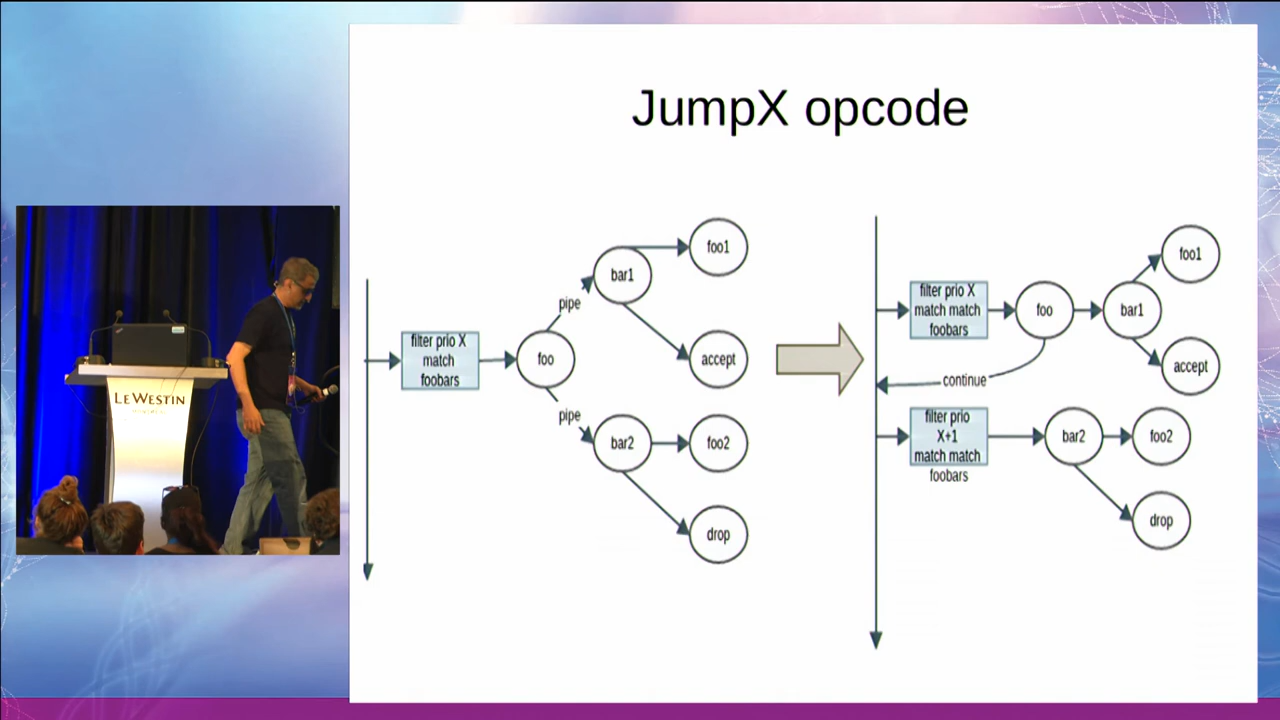 JumpX opcode
filter prio X
match
foobars
foo
pipe
pipe
bar1
foo1
accept
bar2
foo2
drop
filter prio X
match match
foobars
foo
bar1
foo1
accept
continue
filter prio
X+1
match match
foobars
bar2
foo2
drop
LE WESTIN